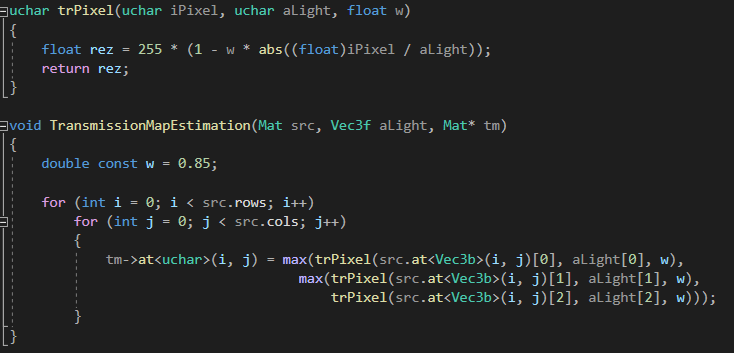 uchar trPixel(uchar iPixel, uchar aLight, float w)
{
    float rez = 255 * (1 - w * abs((float)iPixel / aLight));
    return rez;
}

void TransmissionMapEstimation(Mat src, Vec3f aLight, Mat* tm)
{
    double const w = 0.85;

    for (int i = 0; i < src.rows; i++)
        for (int j = 0; j < src.cols; j++)
        {
            tm->at<uchar>(i, j) = max(trPixel(src.at<Vec3b>(i, j)[0], aLight[0], w),
                                    max(trPixel(src.at<Vec3b>(i, j)[1], aLight[1], w),
                                        trPixel(src.at<Vec3b>(i, j)[2], aLight[2], w)));
        }
}